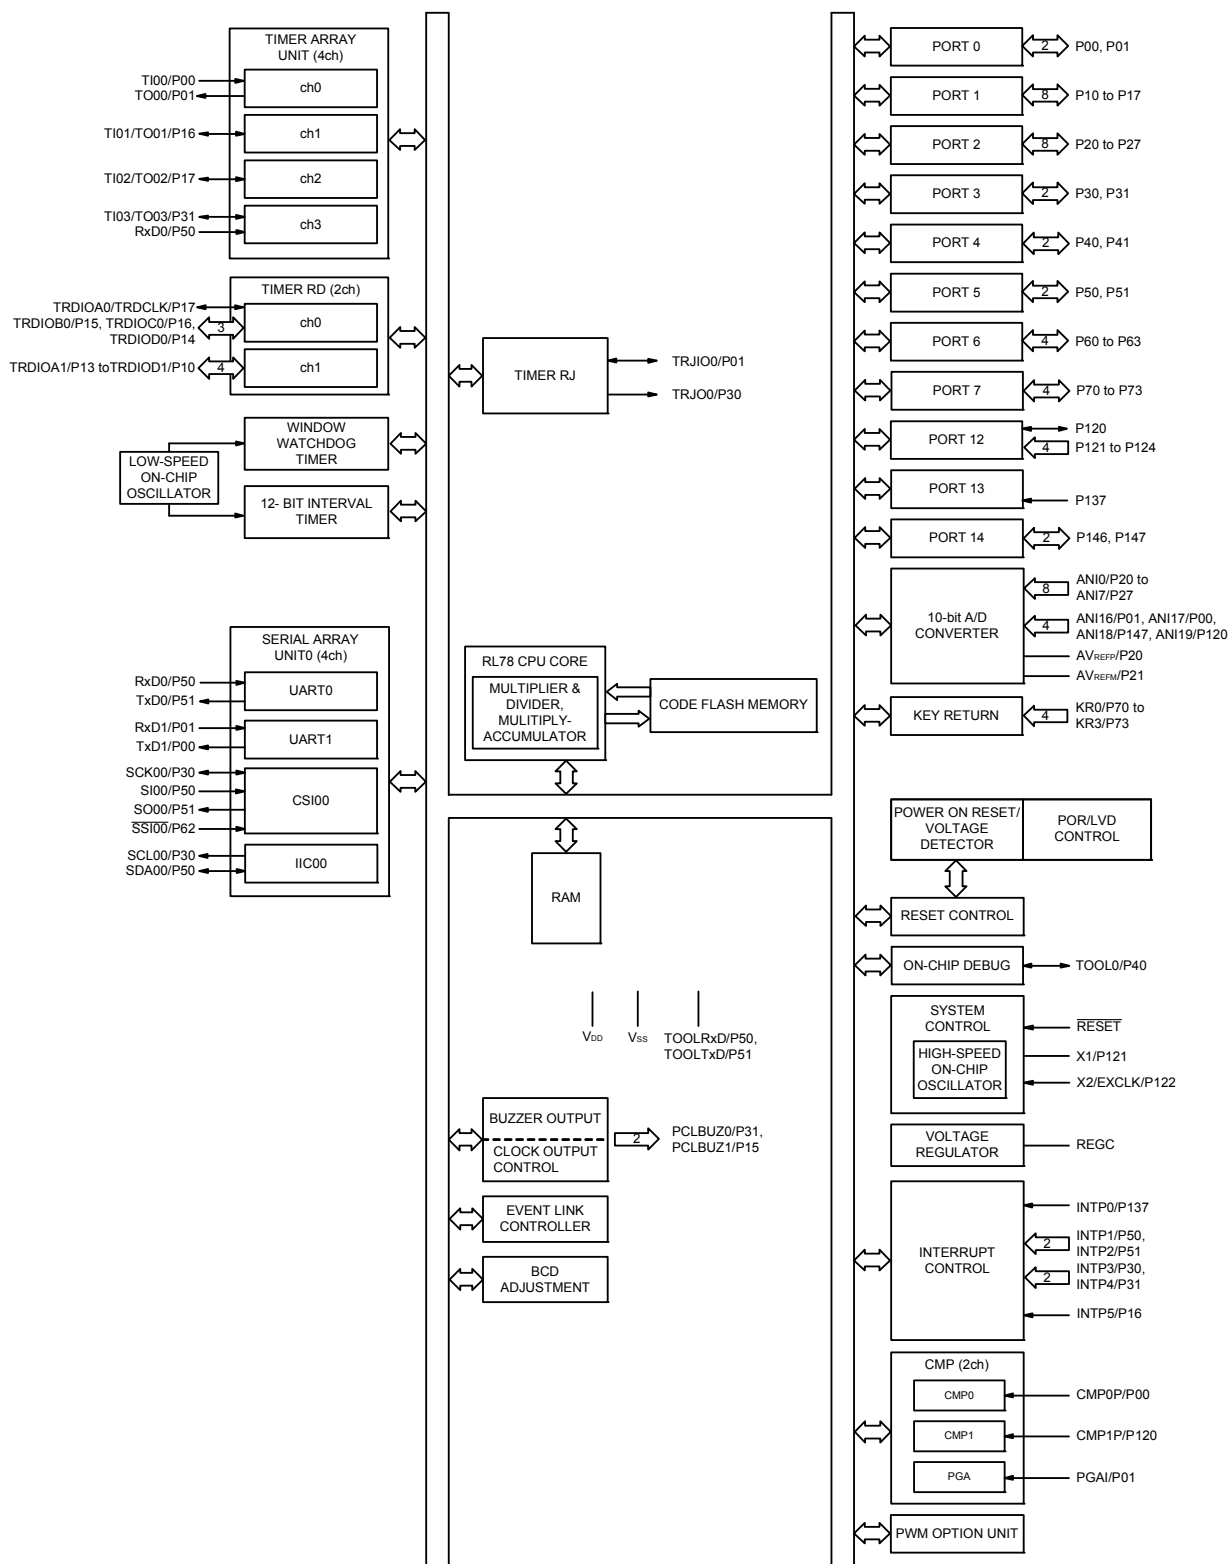 TIMER ARRAY
UNIT (4ch)
TI00/P00
TO00/P01
ch0
TI01/TO01/P16
ch1
TI02/TO02/P17
ch2
TI03/TO03/P31
RxD0/P50
ch3
TIMER RD (2ch)
TRDIOA0/TRDCLK/P17
TRDIOB0/P15, TRDIOC0/P16,
TRDIOD0/P14
3
ch0
TRDIOA1/P13 toTRDIOD1/P10
4
ch1
WINDOW
WATCHDOG
TIMER
LOW-SPEED
ON-CHIP
OSCILLATOR
12- BIT INTERVAL
TIMER
SERIAL ARRAY
UNIT0 (4ch)
RxD0/P50
TxD0/P51
UART0
RxD1/P01
TxD1/P00
UART1
SCK00/P30
SI00/P50
SO00/P51
SSI00/P62
CSI00
SCL00/P30
SDA00/P50
IIC00
TIMER RJ
TRJIO0/P01
TRJO0/P30
RL78 CPU CORE
MULTIPLIER &
DIVIDER,
MULITIPLY-
ACCUMULATOR
CODE FLASH MEMORY
RAM
VDD
VSS
TOOLRxD/P50,
TOOLTxD/P51
BUZZER OUTPUT
CLOCK OUTPUT
CONTROL
2
PCLBUZ0/P31,
PCLBUZ1/P15
EVENT LINK
CONTROLLER
BCD
ADJUSTMENT
PORT 0
2
P00, P01
PORT 1
8
P10 to P17
PORT 2
8
P20 to P27
PORT 3
2
P30, P31
PORT 4
2
P40, P41
PORT 5
2
P50, P51
PORT 6
4
P60 to P63
PORT 7
4
P70 to P73
PORT 12
P120
4
P121 to P124
PORT 13
P137
PORT 14
2
P146, P147
10-bit A/D
CONVERTER
8
ANI0/P20 to
ANI7/P27
4
ANI16/P01, ANI17/P00,
ANI18/P147, ANI19/P120
AVREFP/P20
AVREFM/P21
KEY RETURN
4
KR0/P70 to
KR3/P73
POWER ON RESET/
VOLTAGE
DETECTOR
POR/LVD
CONTROL
RESET CONTROL
ON-CHIP DEBUG
TOOL0/P40
SYSTEM
CONTROL
HIGH-SPEED
ON-CHIP
OSCILLATOR
RESET
X1/P121
X2/EXCLK/P122
VOLTAGE
REGULATOR
REGC
INTERRUPT
CONTROL
INTP0/P137
2
INTP1/P50,
INTP2/P51
2
INTP3/P30,
INTP4/P31
INTP5/P16
CMP (2ch)
CMP0
CMP0P/P00
CMP1
CMP1P/P120
PGA
PGAI/P01
PWM OPTION UNIT